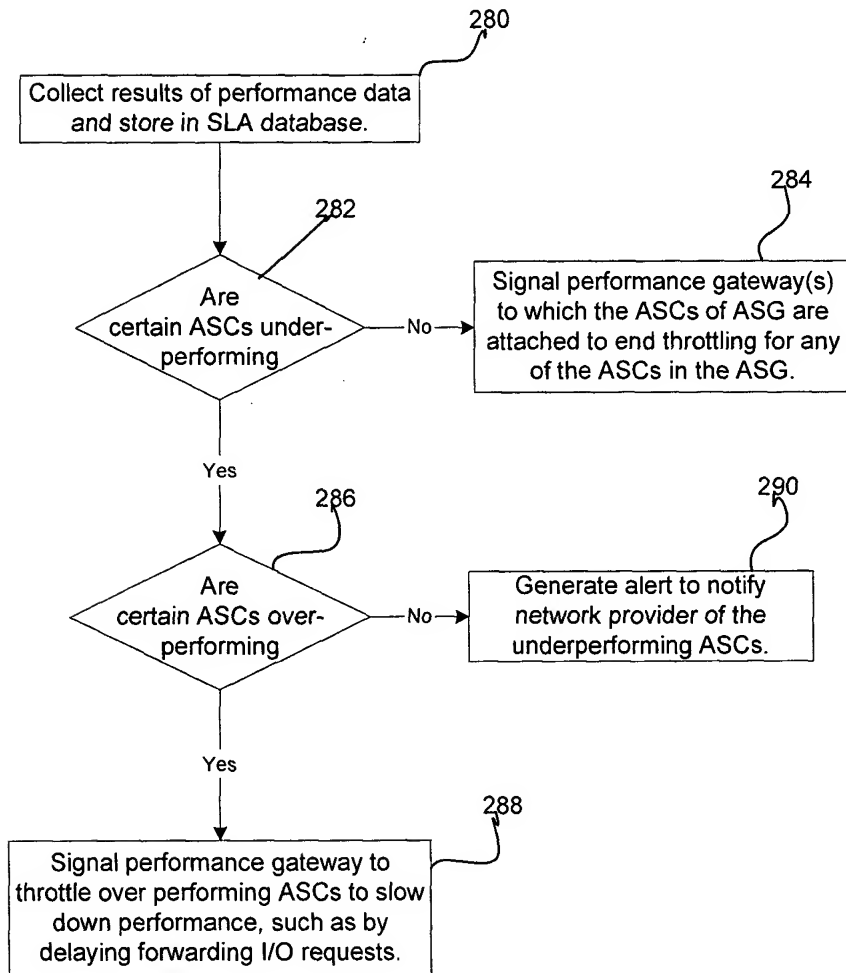 280
Collect results of performance data
and store in SLA database.
282
284
Are
certain ASCs under-
performing
No
Signal performance gateway(s)
to which the ASCs of ASG are
attached to end throttling for any
of the ASCs in the ASG.
Yes
286
290
Are
certain ASCs over-
performing
No
Generate alert to notify
network provider of the
underperforming ASCs.
Yes
288
Signal performance gateway to
throttle over performing ASCs to slow
down performance, such as by
delaying forwarding I/O requests.